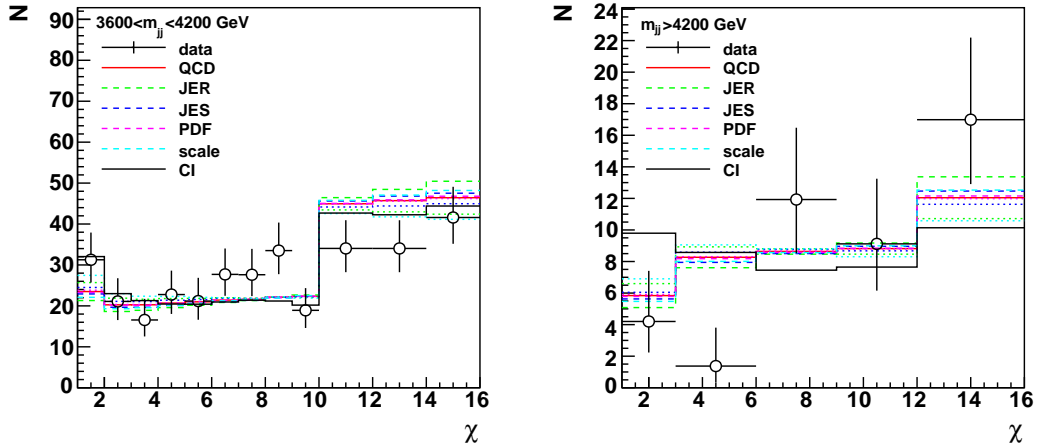 N
3600<m_jj<4200 GeV
data
QCD
JER
JES
PDF
scale
CI
90
80
70
60
50
40
30
20
10
0
2 4 6 8 10 12 14 16
χ
N
m_jj>4200 GeV
data
QCD
JER
JES
PDF
scale
CI
24
22
20
18
16
14
12
10
8
6
4
2
0
2 4 6 8 10 12 14 16
χ